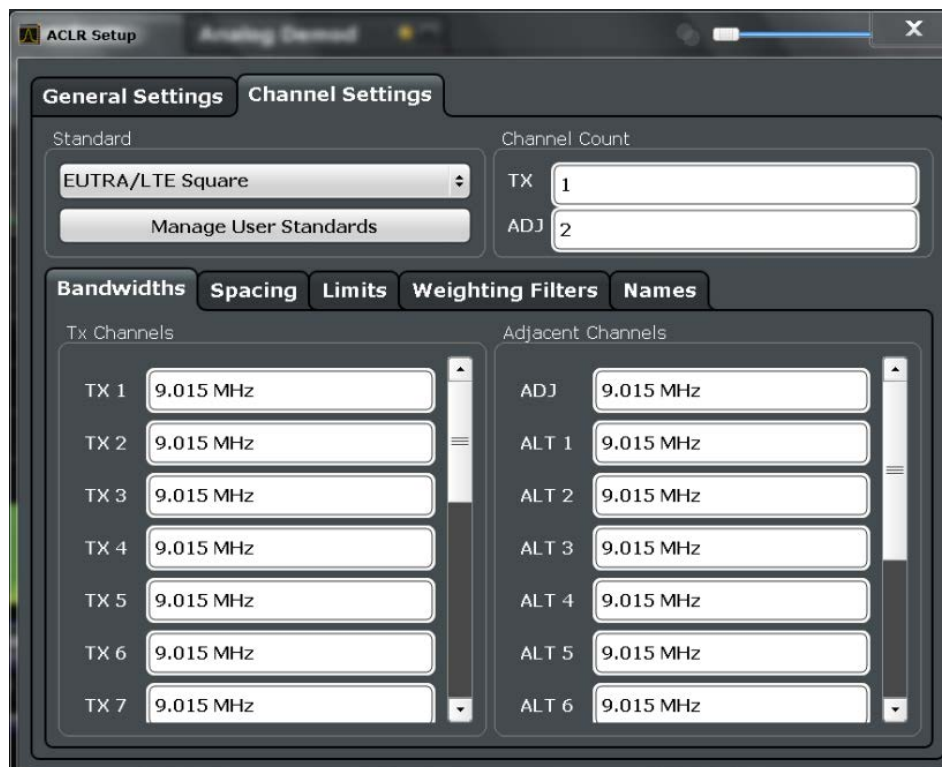 ACLR Setup Analog Demod X
General Settings Channel Settings
Standard Channel Count
EUTRA/LTE Square TX 1
Manage User Standards ADJ 2
Bandwidths Spacing Limits Weighting Filters Names
Tx Channels Adjacent Channels
TX 1 9.015 MHz ADJ 9.015 MHz
TX 2 9.015 MHz ALT 1 9.015 MHz
TX 3 9.015 MHz ALT 2 9.015 MHz
TX 4 9.015 MHz ALT 3 9.015 MHz
TX 5 9.015 MHz ALT 4 9.015 MHz
TX 6 9.015 MHz ALT 5 9.015 MHz
TX 7 9.015 MHz ALT 6 9.015 MHz